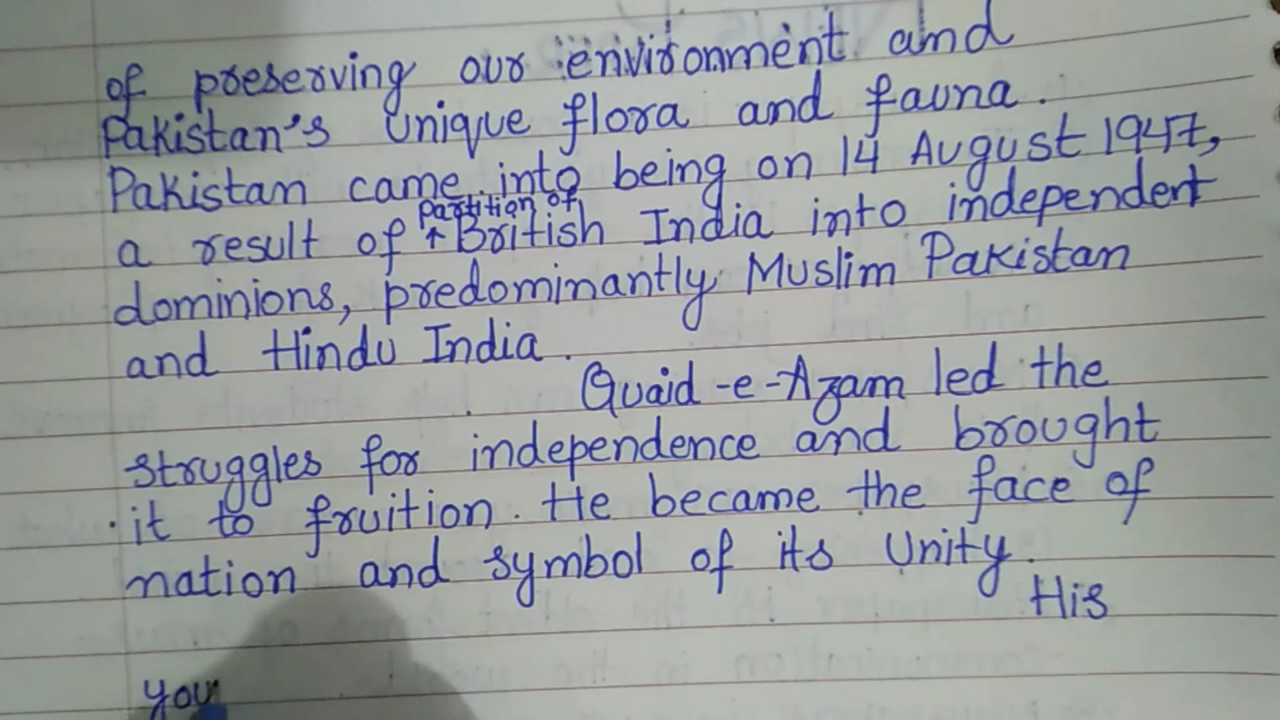 of preserving our environment and
Pakistan's Unique flora and fauna.
Pakistan came into being on 14 August 1947,
partition of
a result of ↑ British India into independent
dominions, predominantly Muslim Pakistan
and Hindu India.
Quaid-e-Azam led the
struggles for independence and brought
it to fruition. He became the face of
nation and symbol of its Unity.
His
you